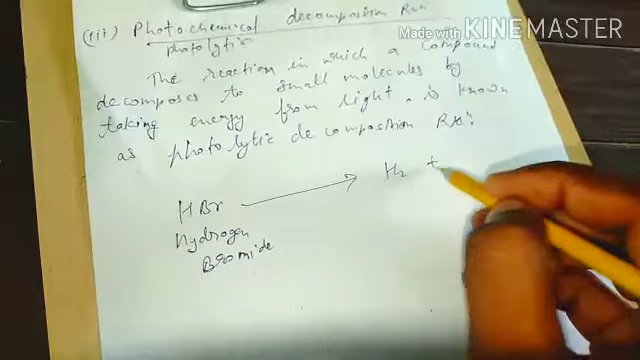 Made with KINEMASTER
(iii) Photochemical decomposition Rxn
photolytic
The reaction in which a compound
decomposes to small molecules by
taking energy from light. is known
as photolytic decomposition Rxn.
HBr → H₂ +
Hydrogen
Bromide